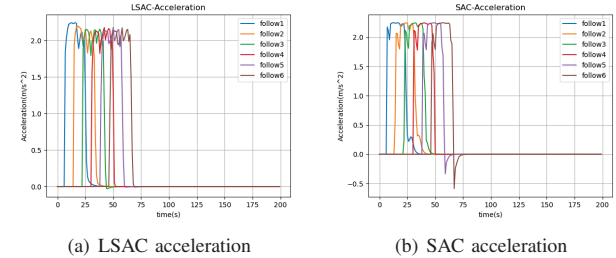 LSAC-Acceleration
Acceleration(m/s^2)
2.0
1.5
1.0
0.5
0.0
0
25
50
75
100
125
150
175
200
time(s)
follow1
follow2
follow3
follow4
follow5
follow6
(a) LSAC acceleration
SAC-Acceleration
Acceleration(m/s^2)
2.0
1.5
1.0
0.5
0.0
−0.5
0
25
50
75
100
125
150
175
200
time(s)
follow1
follow2
follow3
follow4
follow5
follow6
(b) SAC acceleration